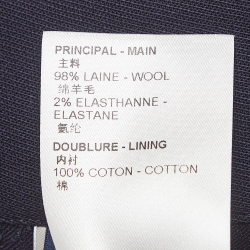 PRINCIPAL - MAIN
主料
98% LAINE - WOOL
绵羊毛
2% ELASTHANNE -
ELASTANE
氨纶
DOUBLURE - LINING
内衬
100% COTON - COTTON
棉